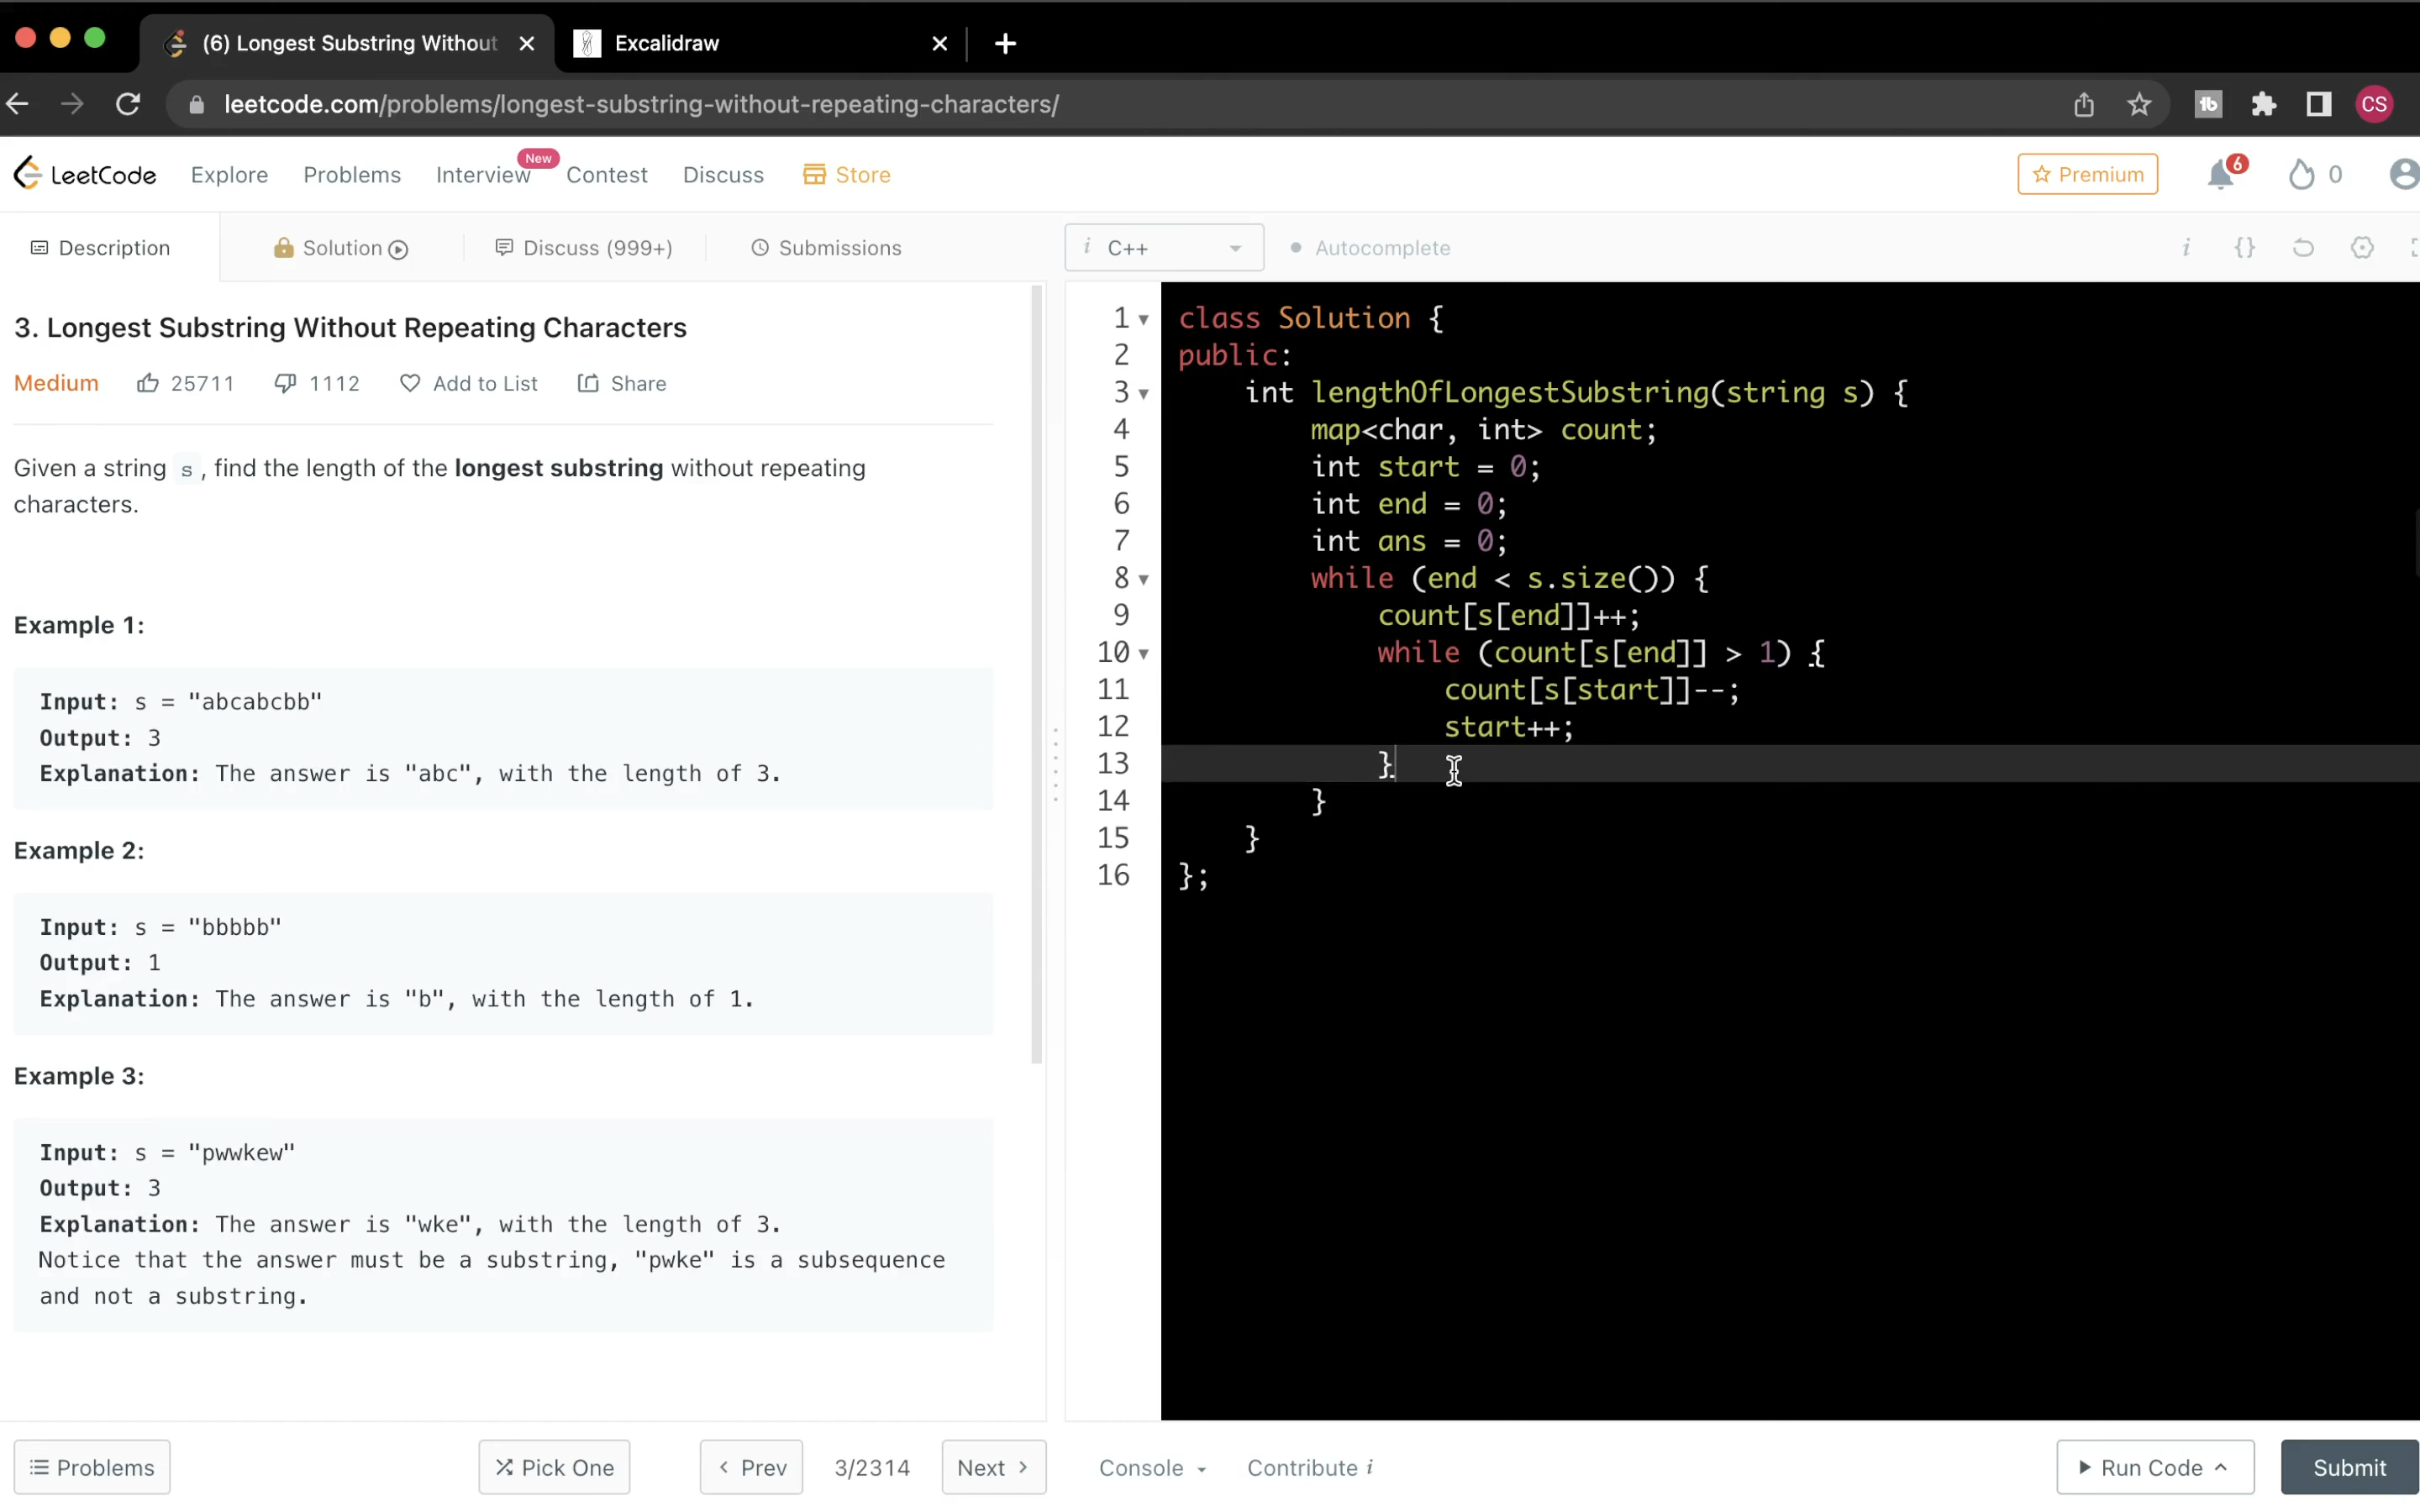 (6) Longest Substring Without
Excalidraw
leetcode.com/problems/longest-substring-without-repeating-characters/
tb
CS
LeetCode
Explore
Problems
Interview
New
Contest
Discuss
Store
Premium
6
0
Description
Solution
Discuss (999+)
Submissions
i C++
Autocomplete
i
{}
3. Longest Substring Without Repeating Characters
Medium
25711
1112
Add to List
Share
Given a string s, find the length of the longest substring without repeating
characters.
Example 1:
Input: s = "abcabcbb"
Output: 3
Explanation: The answer is "abc", with the length of 3.
Example 2:
Input: s = "bbbbb"
Output: 1
Explanation: The answer is "b", with the length of 1.
Example 3:
Input: s = "pwwkew"
Output: 3
Explanation: The answer is "wke", with the length of 3.
Notice that the answer must be a substring, "pwke" is a subsequence
and not a substring.
1 class Solution {
2 public:
3 int lengthOfLongestSubstring(string s) {
4 map<char, int> count;
5 int start = 0;
6 int end = 0;
7 int ans = 0;
8 while (end < s.size()) {
9 count[s[end]]++;
10 while (count[s[end]] > 1) {
11 count[s[start]]--;
12 start++;
13 }
14 }
15 }
16 };
Problems
Pick One
< Prev
3/2314
Next >
Console
Contribute i
Run Code
Submit